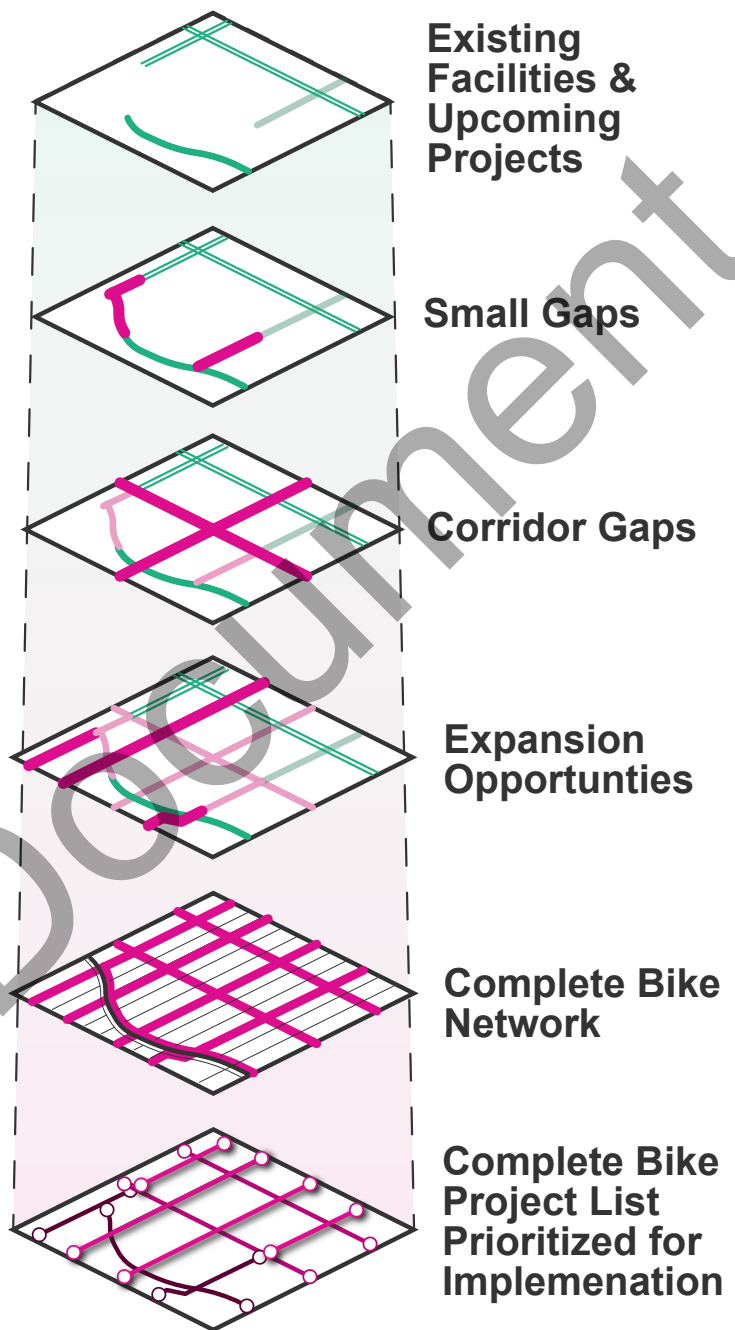 Existing
Facilities &
Upcoming
Projects
Small Gaps
Corridor Gaps
Expansion
Opportunties
Complete Bike
Network
Complete Bike
Project List
Prioritized for
Implemenation
Document